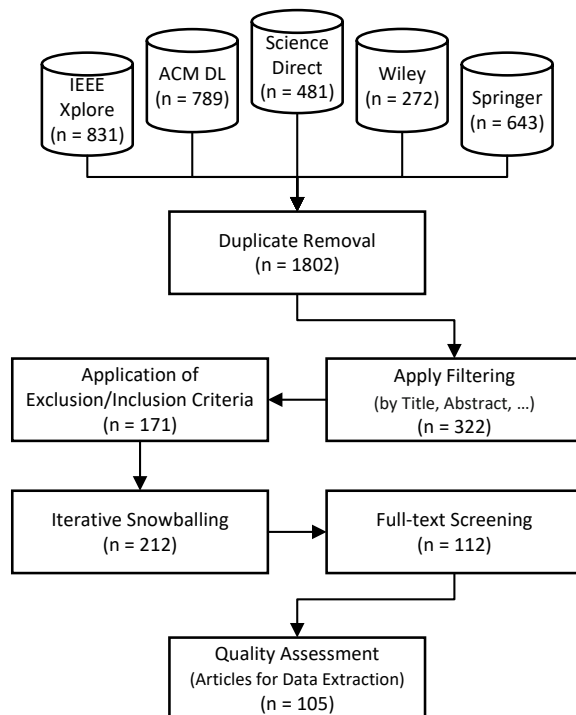 IEEE
Xplore
(n = 831)
ACM DL
(n = 789)
Science
Direct
(n = 481)
Wiley
(n = 272)
Springer
(n = 643)
Duplicate Removal
(n = 1802)
Apply Filtering
(by Title, Abstract, ...)
(n = 322)
Application of
Exclusion/Inclusion Criteria
(n = 171)
Iterative Snowballing
(n = 212)
Full-text Screening
(n = 112)
Quality Assessment
(Articles for Data Extraction)
(n = 105)